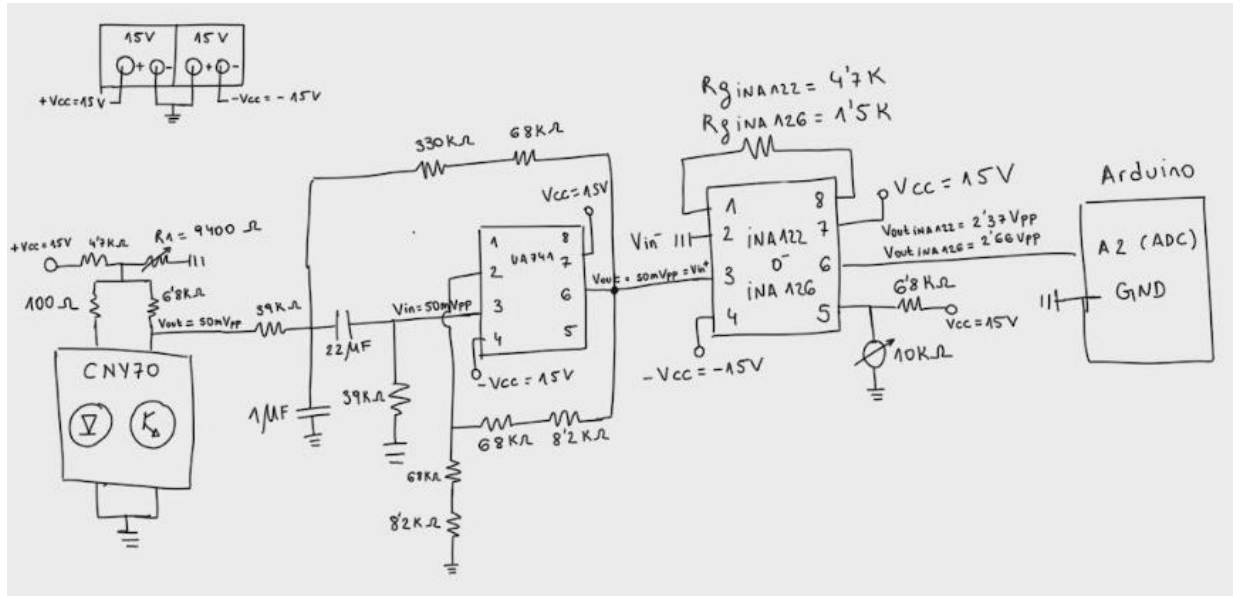 15V 15V
+ - + -
+Vcc=15V -Vcc=-15V
Rg iNA122 = 4'7K
Rg iNA126 = 1'5K
330KΩ 68KΩ
Vcc=15V
1 8
2 UA741 7
3 6
4 5
-Vcc=15V
+Vcc=15V 4'7KΩ R1=9400Ω
100Ω 6'8KΩ
Vout=50mVpp
39KΩ
22μF
Vin=50mVpp
1μF
39KΩ
68KΩ 8'2KΩ
68KΩ
8'2KΩ
CNY70
Vout=50mVpp=Vin+
Vin-
1 8
2 iNA122 7
3 o- 6
iNA126
4 5
-Vcc=-15V
Vcc=15V
Vout iNA122 = 2'37Vpp
Vout iNA126 = 2'66Vpp
6'8KΩ
Vcc=15V
10KΩ
Arduino
A2 (ADC)
GND